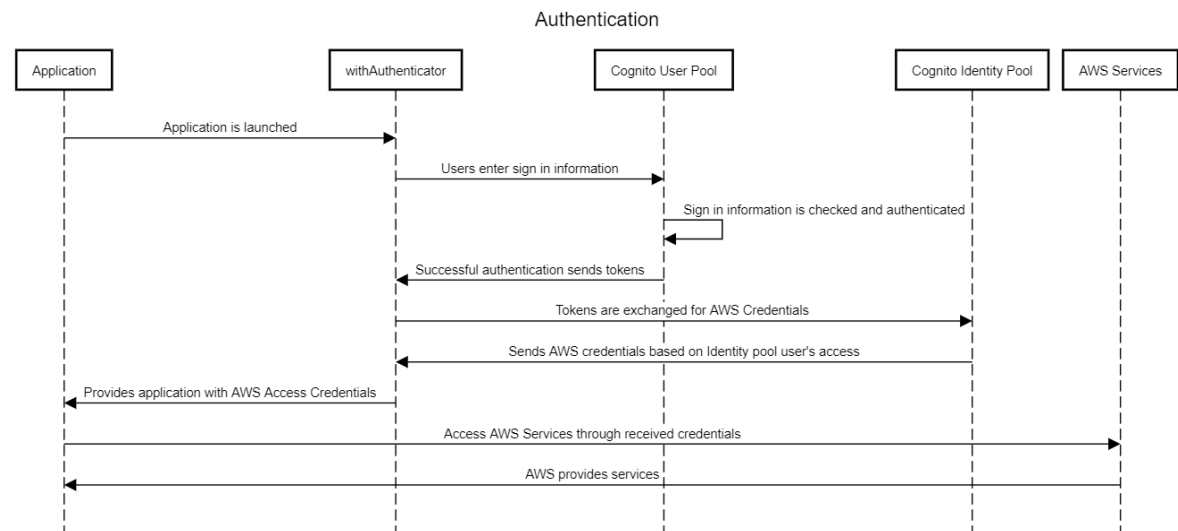 Authentication
Application
withAuthenticator
Cognito User Pool
Cognito Identity Pool
AWS Services
Application is launched
Users enter sign in information
Sign in information is checked and authenticated
Successful authentication sends tokens
Tokens are exchanged for AWS Credentials
Sends AWS credentials based on Identity pool user's access
Provides application with AWS Access Credentials
Access AWS Services through received credentials
AWS provides services